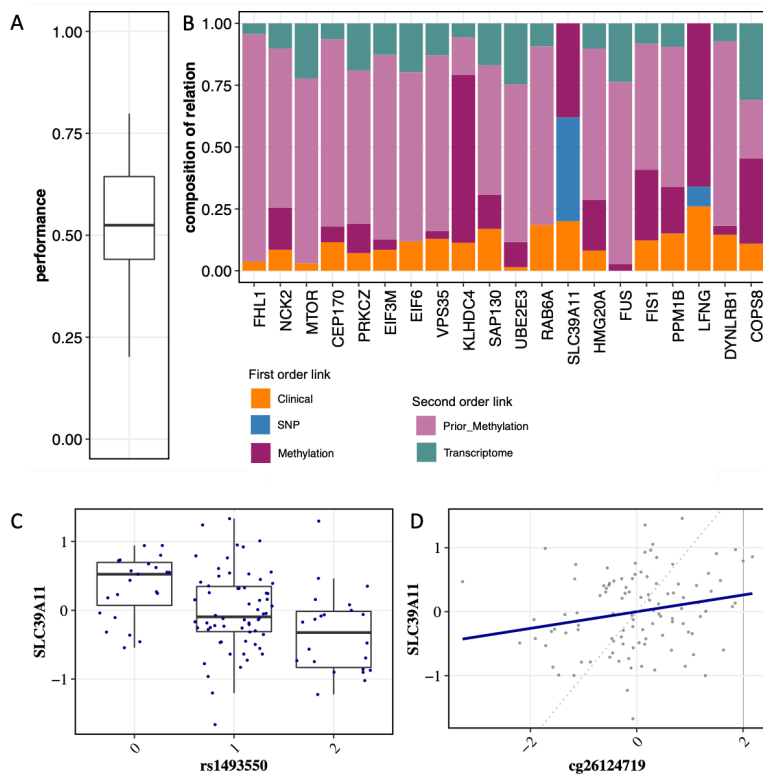 A
performance
1.00
0.75
0.50
0.25
0.00
B
composition of relation
1.00
0.75
0.50
0.25
0.00
FHL1
NCK2
MTOR
CEP170
PRKCZ
EIF3M
EIF6
VPS35
KLHDC4
SAP130
UBE2E3
RAB6A
SLC39A11
HMG20A
FUS
FIS1
PPM1B
LFNG
DYNLRB1
COPS8
First order link
Clinical
SNP
Methylation
Second order link
Prior_Methylation
Transcriptome
C
SLC39A11
1
0
−1
0
1
2
rs1493550
D
SLC39A11
1
0
−1
−2
0
2
cg26124719